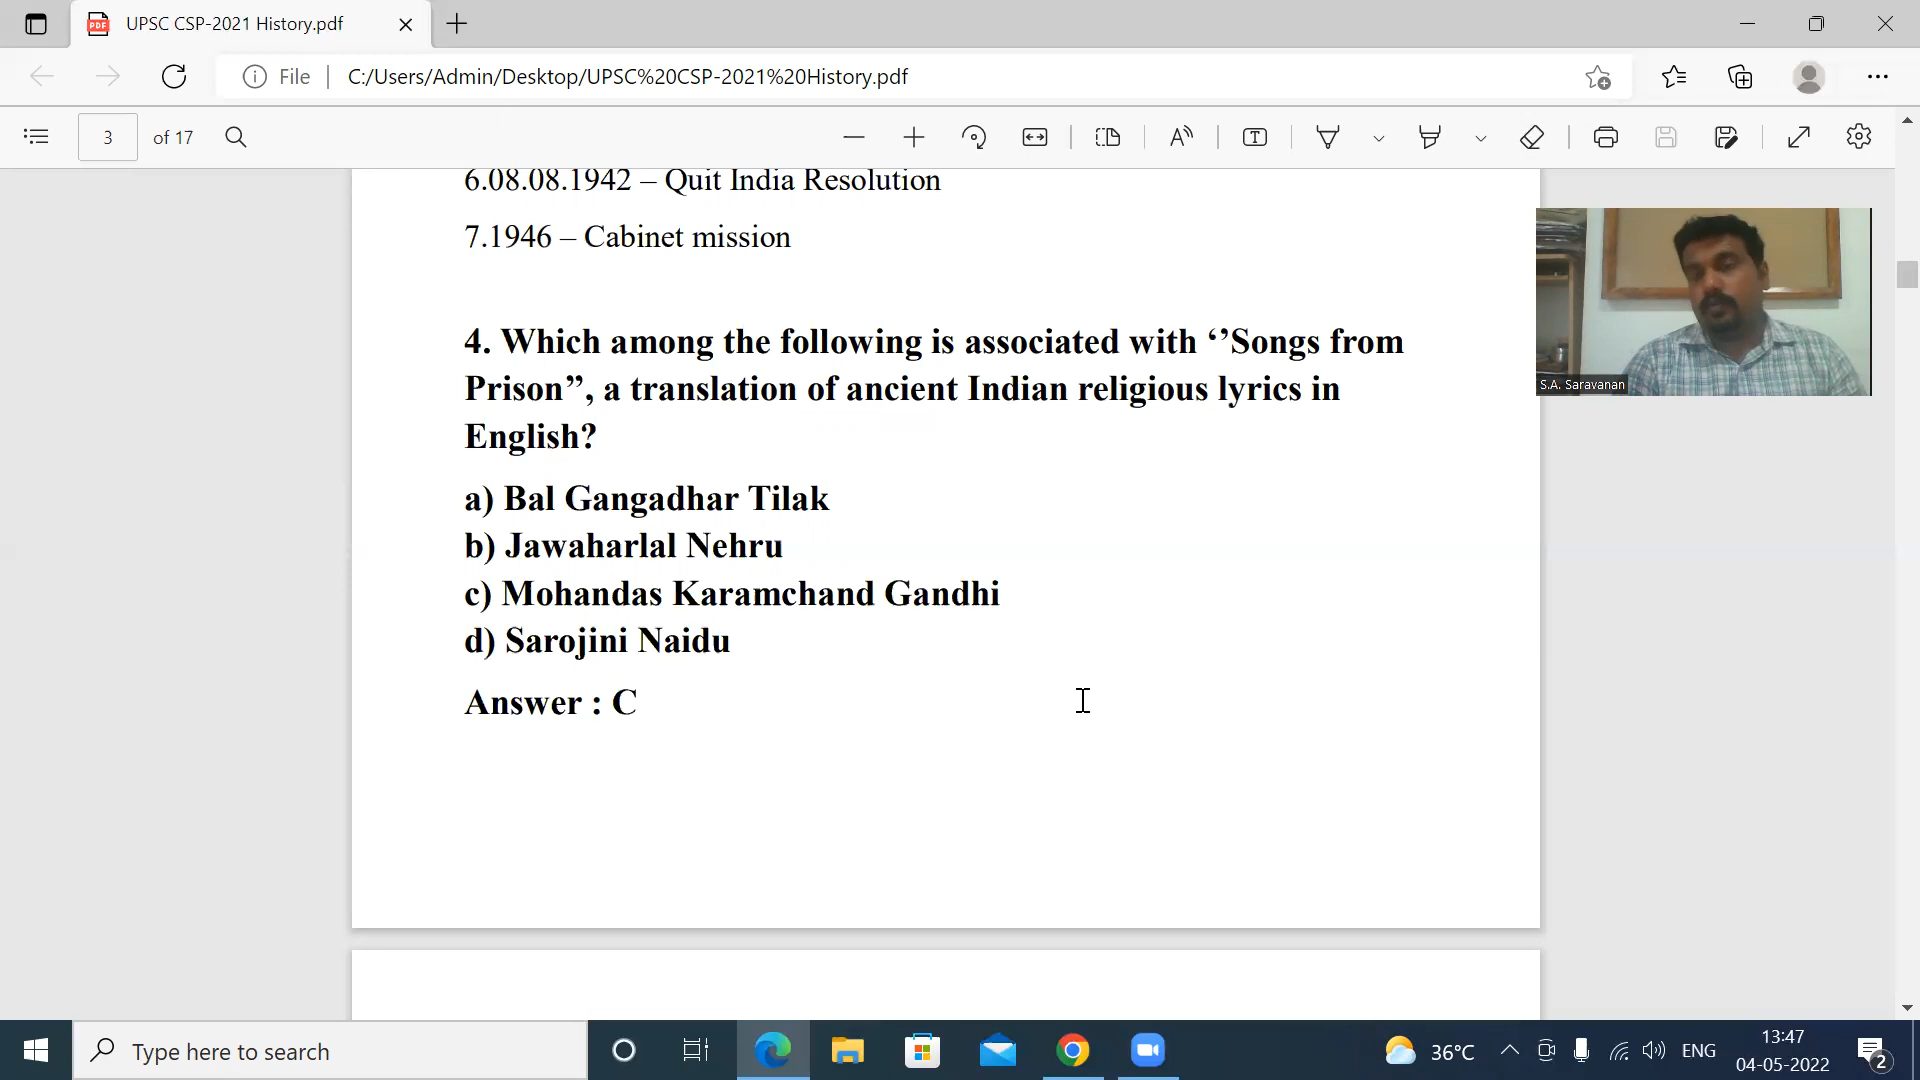 UPSC CSP-2021 History.pdf
File
C:/Users/Admin/Desktop/UPSC%20CSP-2021%20History.pdf
3 of 17
6.08.08.1942 – Quit India Resolution
7.1946 – Cabinet mission
4. Which among the following is associated with ‘’Songs from
Prison”, a translation of ancient Indian religious lyrics in
English?
a) Bal Gangadhar Tilak
b) Jawaharlal Nehru
c) Mohandas Karamchand Gandhi
d) Sarojini Naidu
Answer : C
S.A. Saravanan
Type here to search
36°C
ENG
13:47
04-05-2022
2